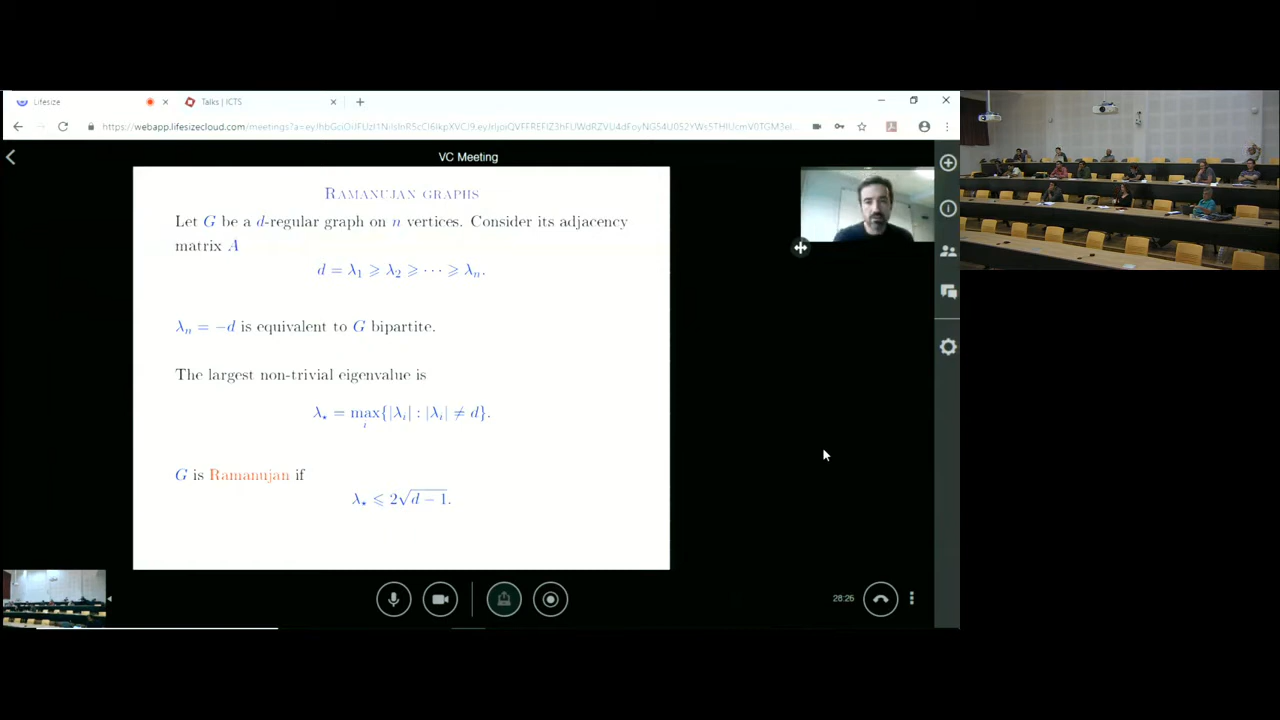 Lifesize
Talks | ICTS
VC Meeting
RAMANUJAN GRAPHS
Let G be a d-regular graph on n vertices. Consider its adjacency
matrix A
d = λ₁ ⩾ λ₂ ⩾ ··· ⩾ λₙ.
λₙ = −d is equivalent to G bipartite.
The largest non-trivial eigenvalue is
λ⋆ = max{|λᵢ| : |λᵢ| ≠ d}.
i
G is Ramanujan if
λ⋆ ⩽ 2√d − 1.
28:26